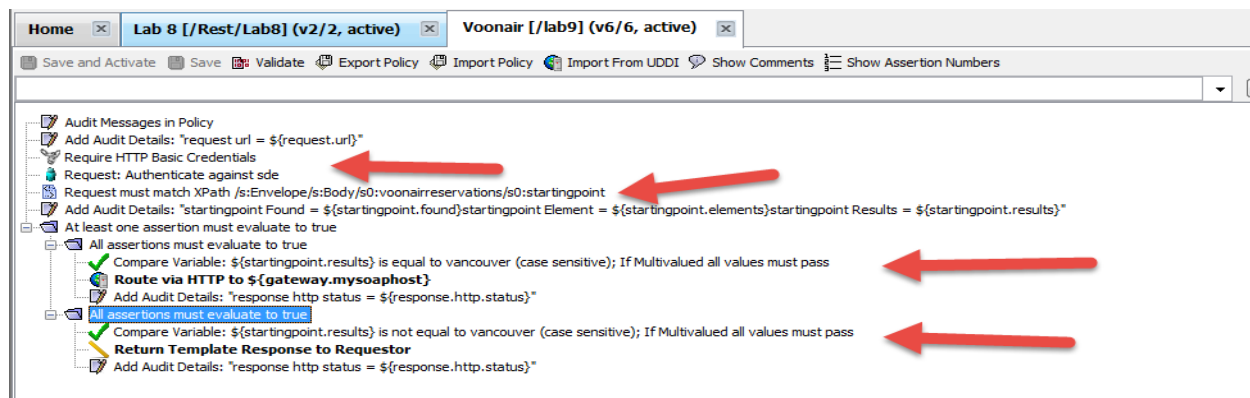 Home Lab 8 [/Rest/Lab8] (v2/2, active) Voonair [/lab9] (v6/6, active)
Save and Activate Save Validate Export Policy Import Policy Import From UDDI Show Comments Show Assertion Numbers
Audit Messages in Policy
Add Audit Details: "request url = ${request.url}"
Require HTTP Basic Credentials
Request: Authenticate against sde
Request must match XPath /s:Envelope/s:Body/s0:voonairreservations/s0:startingpoint
Add Audit Details: "startingpoint Found = ${startingpoint.found}startingpoint Element = ${startingpoint.elements}startingpoint Results = ${startingpoint.results}"
At least one assertion must evaluate to true
All assertions must evaluate to true
Compare Variable: ${startingpoint.results} is equal to vancouver (case sensitive); If Multivalued all values must pass
Route via HTTP to ${gateway.mysoaphost}
Add Audit Details: "response http status = ${response.http.status}"
All assertions must evaluate to true
Compare Variable: ${startingpoint.results} is not equal to vancouver (case sensitive); If Multivalued all values must pass
Return Template Response to Requestor
Add Audit Details: "response http status = ${response.http.status}"